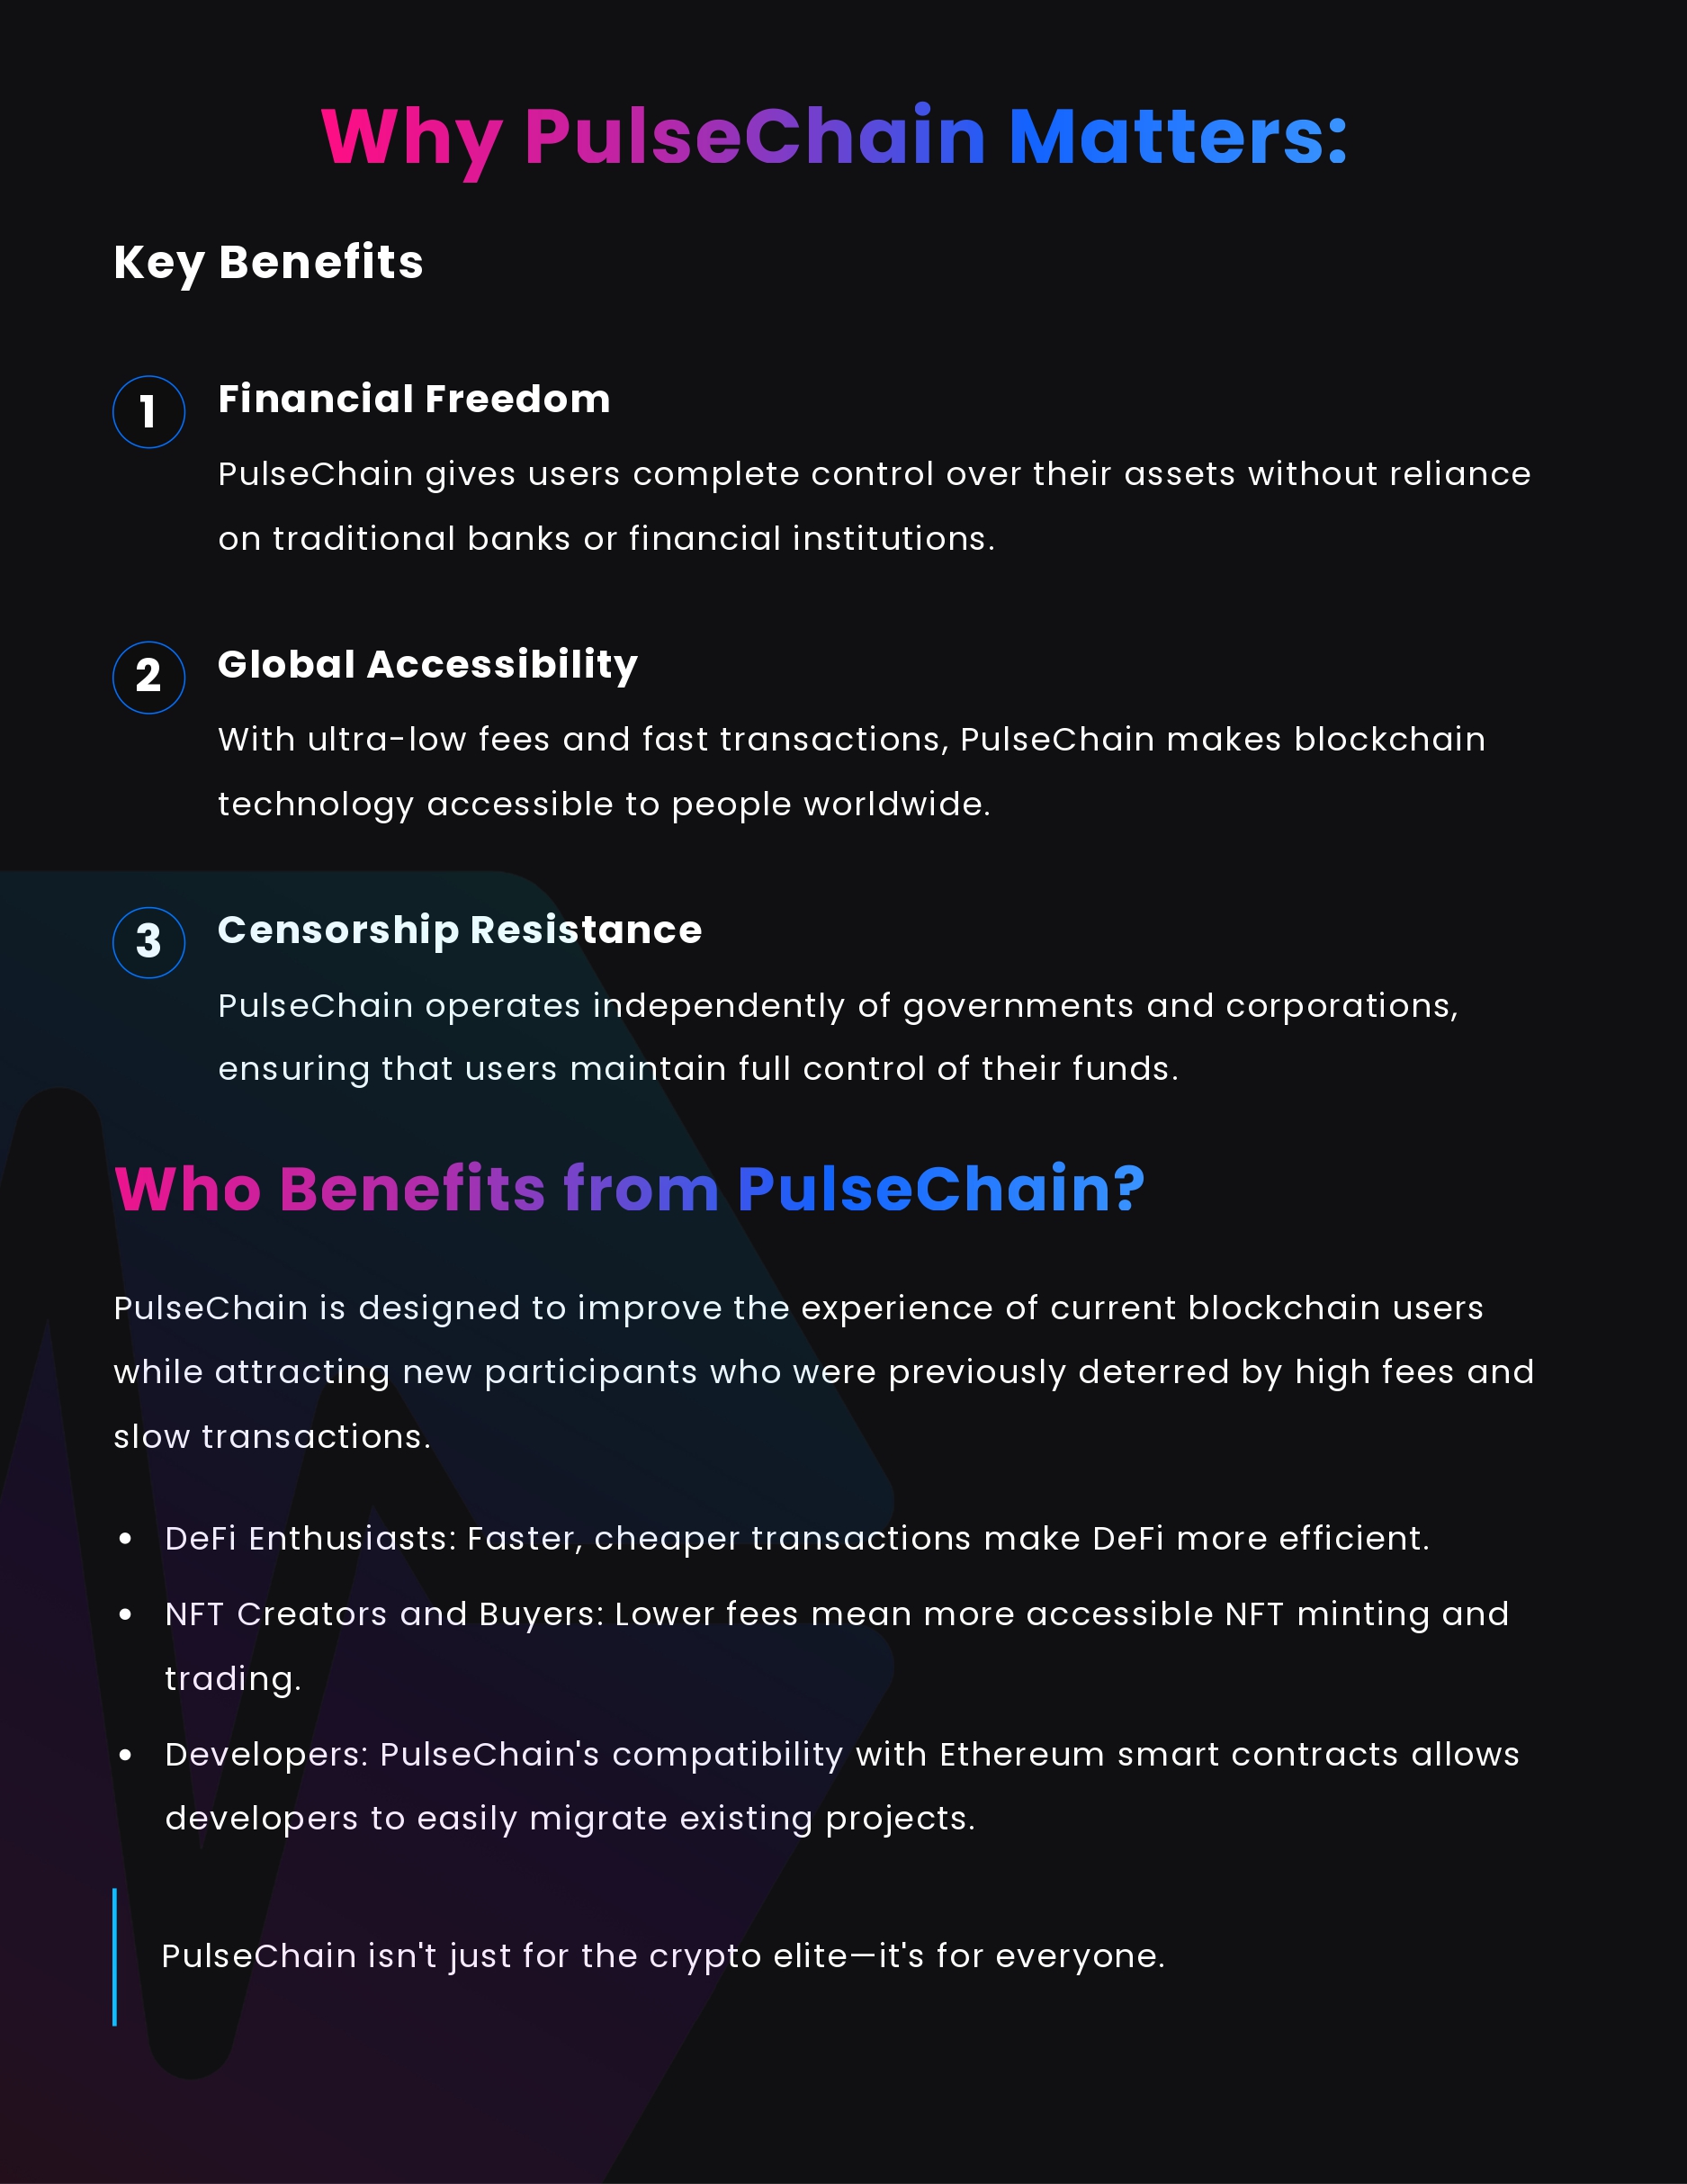 Why PulseChain Matters:
Key Benefits
1
Financial Freedom
PulseChain gives users complete control over their assets without reliance
on traditional banks or financial institutions.
2
Global Accessibility
With ultra-low fees and fast transactions, PulseChain makes blockchain
technology accessible to people worldwide.
3
Censorship Resistance
PulseChain operates independently of governments and corporations,
ensuring that users maintain full control of their funds.
Who Benefits from PulseChain?
PulseChain is designed to improve the experience of current blockchain users
while attracting new participants who were previously deterred by high fees and
slow transactions.
• DeFi Enthusiasts: Faster, cheaper transactions make DeFi more efficient.
• NFT Creators and Buyers: Lower fees mean more accessible NFT minting and
trading.
• Developers: PulseChain's compatibility with Ethereum smart contracts allows
developers to easily migrate existing projects.
PulseChain isn't just for the crypto elite—it's for everyone.